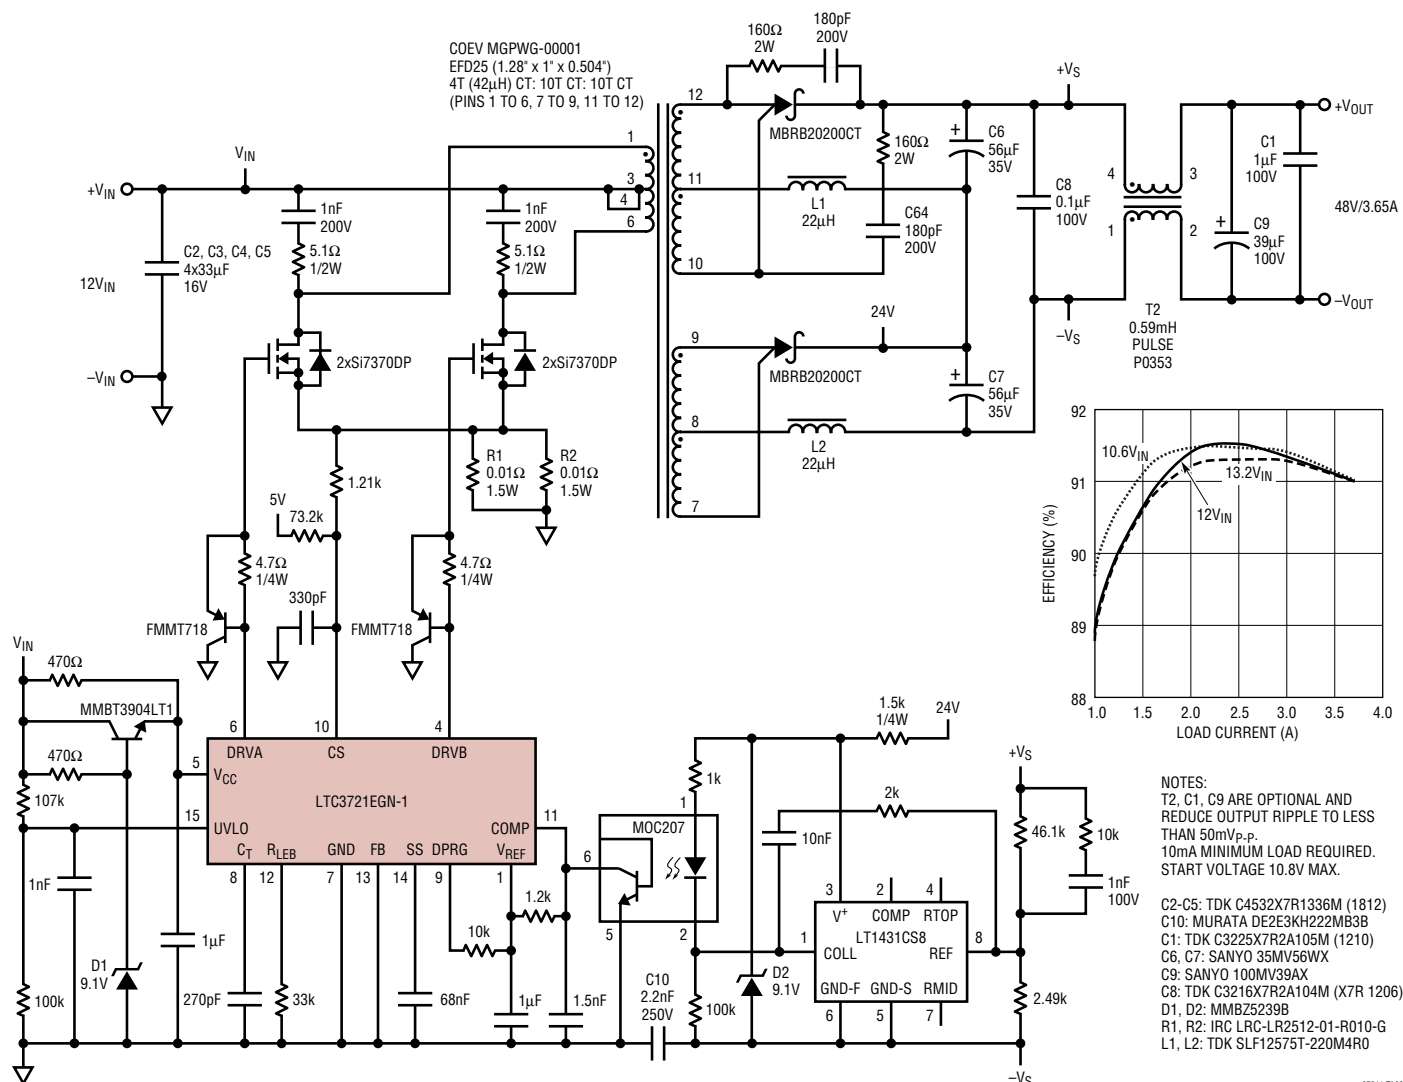 COEV MGPWG-00001
EFD25 (1.28" x 1" x 0.504")
4T (42µH) CT: 10T CT: 10T CT
(PINS 1 TO 6, 7 TO 9, 11 TO 12)
160Ω
2W
180pF
200V
12
MBRB20200CT
160Ω
2W
+
C6
56µF
35V
+VS
C8
0.1µF
100V
4
3
1
2
T2
0.59mH
PULSE
P0353
+
C9
39µF
100V
C1
1µF
100V
+VOUT
48V/3.65A
–VOUT
–VS
VIN
+VIN
12VIN
–VIN
C2, C3, C4, C5
4x33µF
16V
1nF
200V
5.1Ω
1/2W
1nF
200V
5.1Ω
1/2W
1
3
4
6
11
L1
22µH
C64
180pF
200V
10
24V
9
MBRB20200CT
+
C7
56µF
35V
8
L2
22µH
7
2xSi7370DP
2xSi7370DP
R1
0.01Ω
1.5W
R2
0.01Ω
1.5W
1.21k
5V
73.2k
4.7Ω
1/4W
4.7Ω
1/4W
330pF
FMMT718
FMMT718
92
91
90
89
88
EFFICIENCY (%)
10.6VIN
13.2VIN
12VIN
1.0
1.5
2.0
2.5
3.0
3.5
4.0
LOAD CURRENT (A)
VIN
470Ω
MMBT3904LT1
470Ω
107k
1nF
1µF
D1
9.1V
100k
6
10
4
DRVA
CS
DRVB
5
VCC
LTC3721EGN-1
15
UVLO
COMP
11
CT
RLEB
GND
FB
SS
DPRG
VREF
8
12
7
13
14
9
1
270pF
33k
68nF
10k
1.2k
1µF
1.5nF
1k
1
MOC207
6
5
2
C10
2.2nF
250V
100k
D2
9.1V
1.5k
1/4W
24V
2k
10nF
3
2
4
V+
COMP
RTOP
LT1431CS8
1
COLL
REF
8
GND-F
GND-S
RMID
6
5
7
+VS
46.1k
10k
1nF
100V
2.49k
–VS
NOTES:
T2, C1, C9 ARE OPTIONAL AND
REDUCE OUTPUT RIPPLE TO LESS
THAN 50mVP-P.
10mA MINIMUM LOAD REQUIRED.
START VOLTAGE 10.8V MAX.
C2-C5: TDK C4532X7R1336M (1812)
C10: MURATA DE2E3KH222MB3B
C1: TDK C3225X7R2A105M (1210)
C6, C7: SANYO 35MV56WX
C9: SANYO 100MV39AX
C8: TDK C3216X7R2A104M (X7R 1206)
D1, D2: MMBZ5239B
R1, R2: IRC LRC-LR2512-01-R010-G
L1, L2: TDK SLF12575T-220M4R0